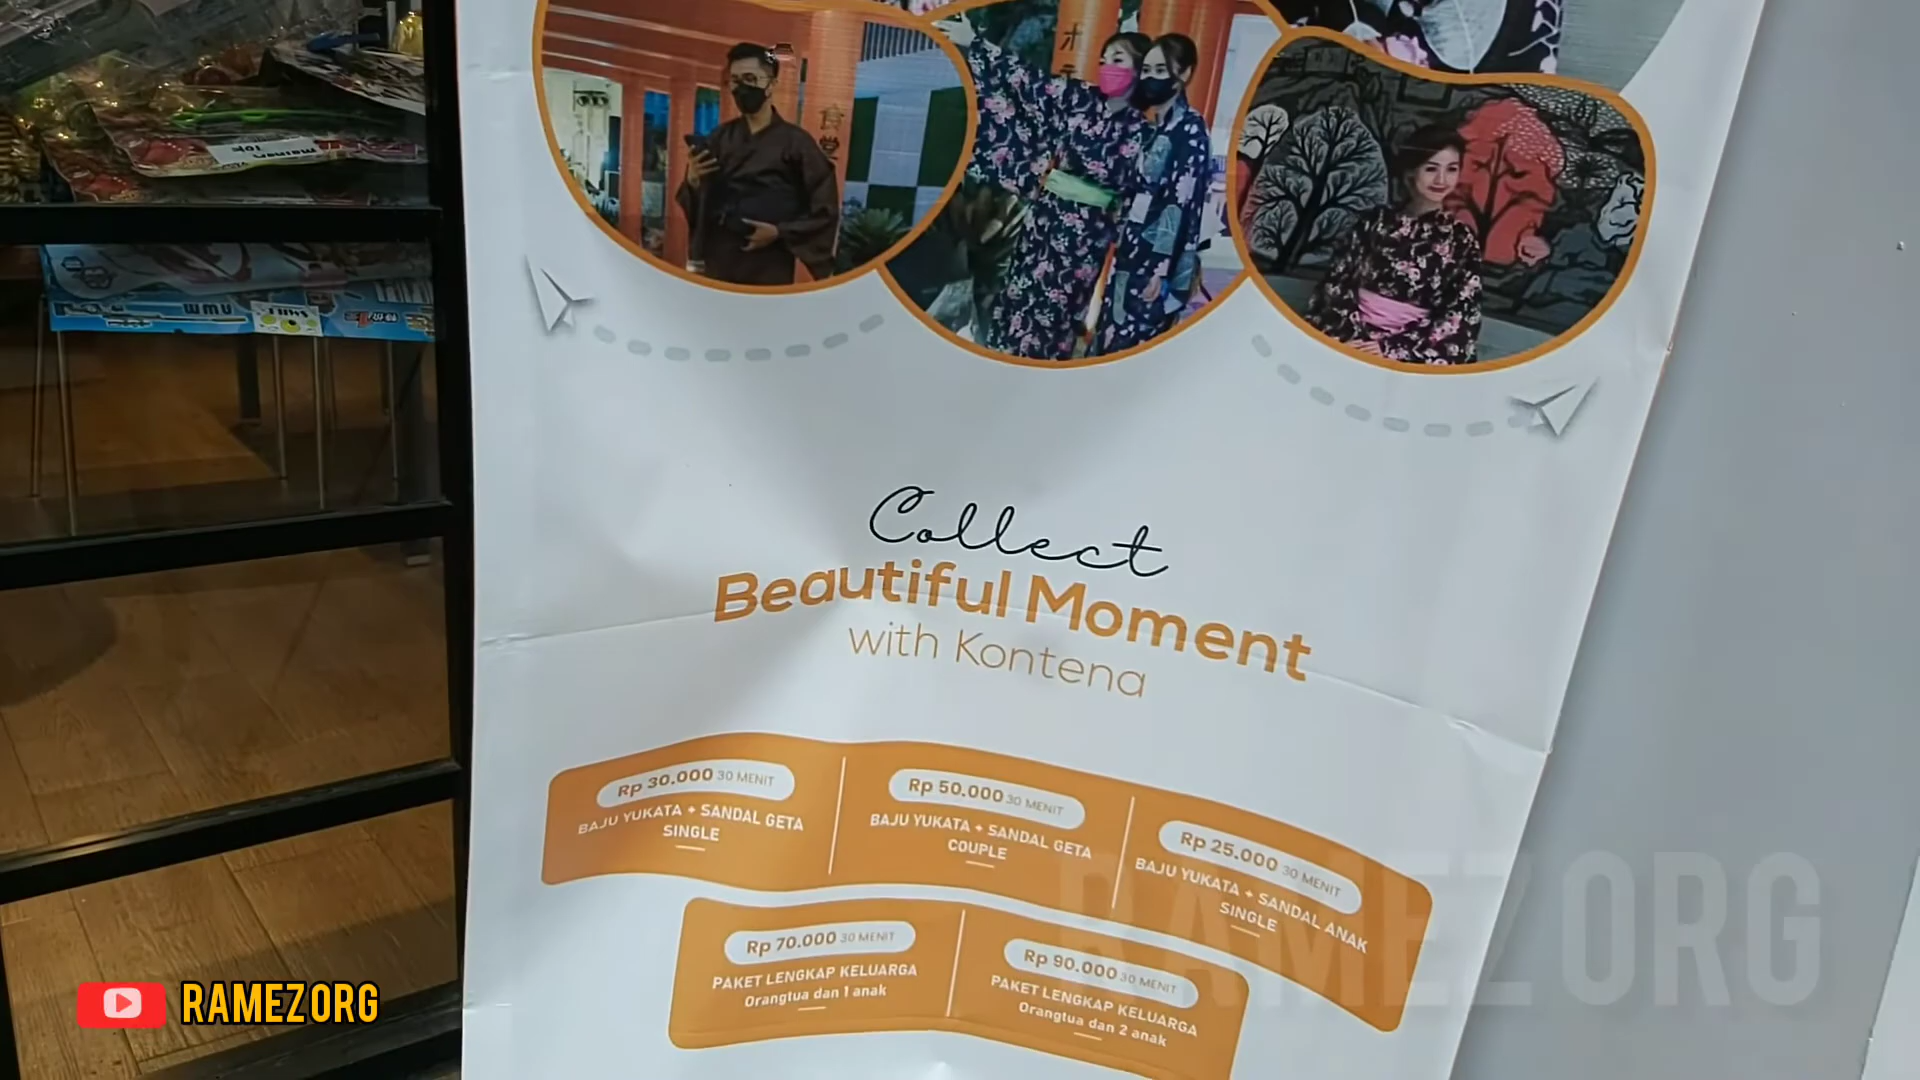 食堂
Collect
Beautiful Moment
with Kontena
Rp 30.000 30 MENIT
BAJU YUKATA + SANDAL GETA
SINGLE
Rp 50.000 30 MENIT
BAJU YUKATA + SANDAL GETA
COUPLE
Rp 25.000 30 MENIT
BAJU YUKATA + SANDAL ANAK
SINGLE
Rp 70.000 30 MENIT
PAKET LENGKAP KELUARGA
Orangtua dan 1 anak
Rp 90.000 30 MENIT
PAKET LENGKAP KELUARGA
Orangtua dan 2 anak
RAMEZORG
RAMEZORG